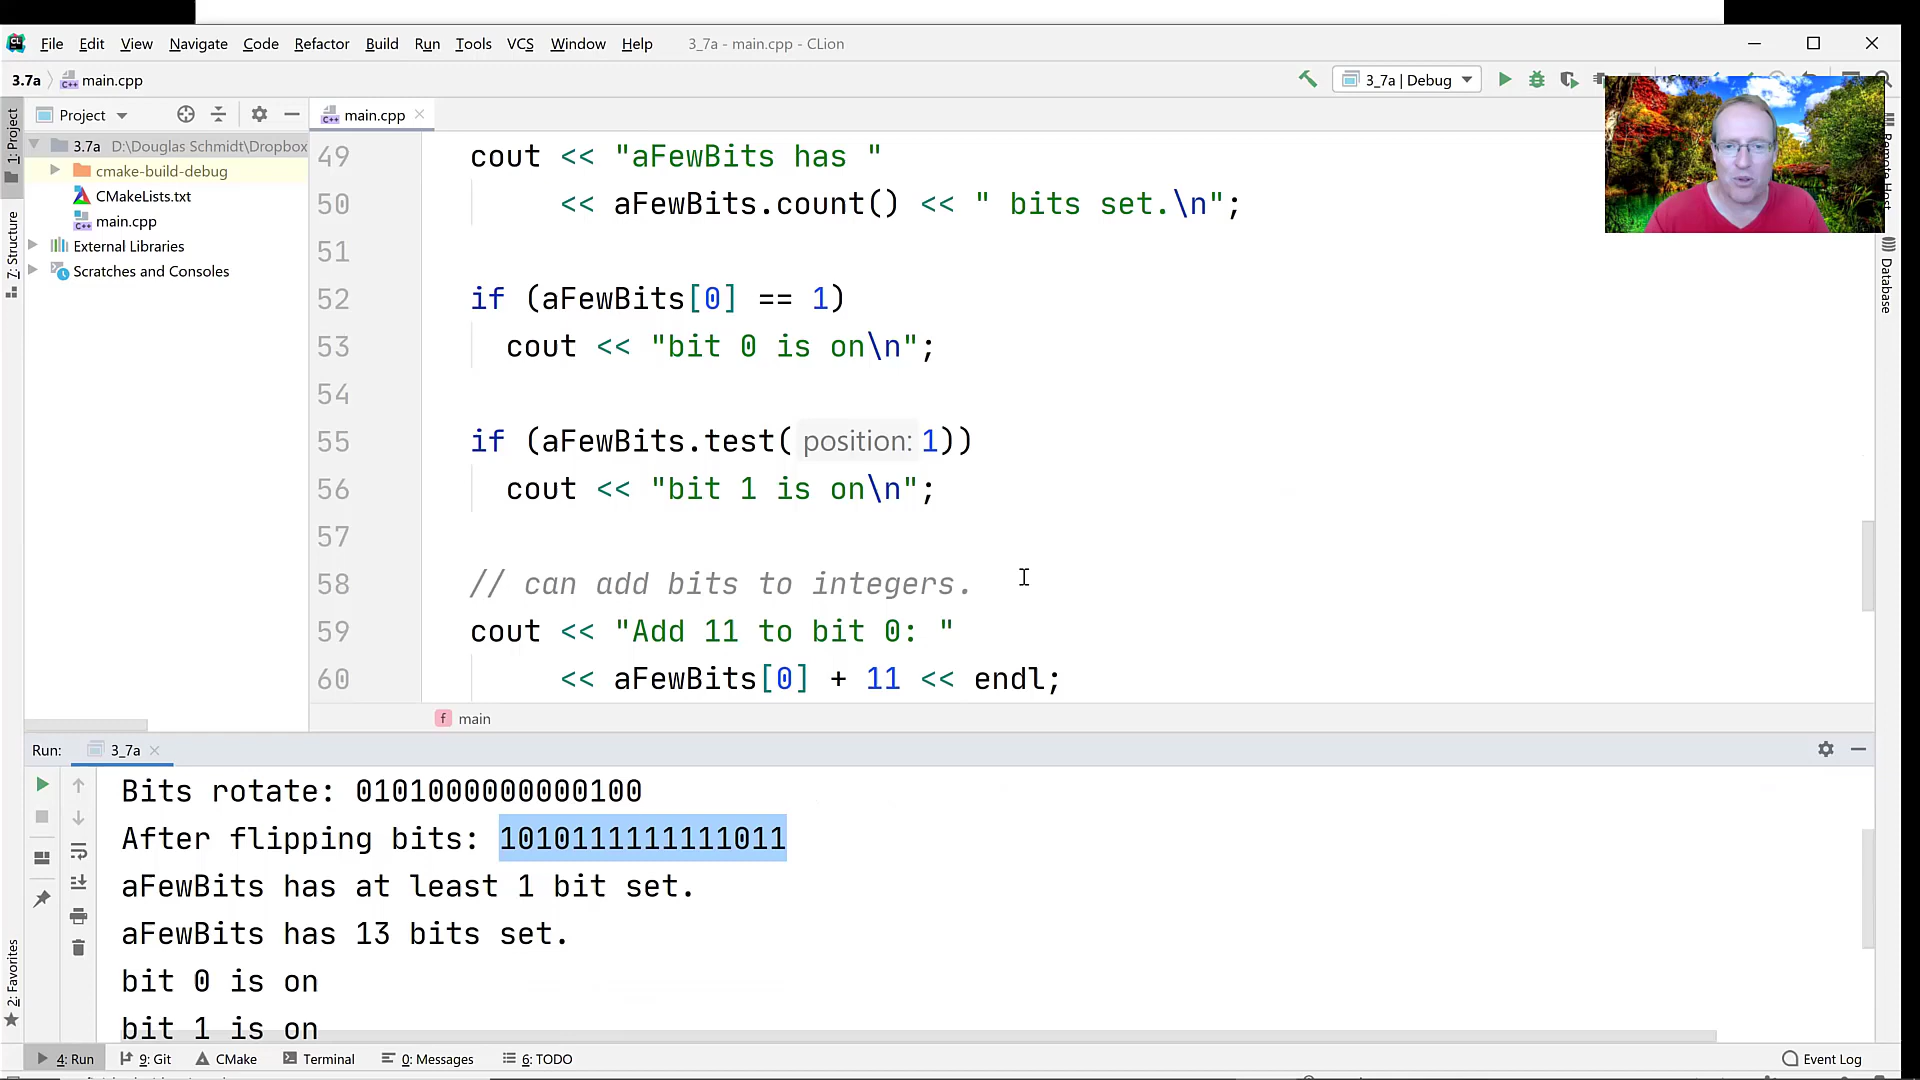 File Edit View Navigate Code Refactor Build Run Tools VCS Window Help 3_7a - main.cpp - CLion
3.7a main.cpp 3_7a | Debug
1: Project
7: Structure
2: Favorites
Project
3.7a D:\Douglas Schmidt\Dropbox
cmake-build-debug
CMakeLists.txt
main.cpp
External Libraries
Scratches and Consoles
main.cpp
49 cout << "aFewBits has "
50 << aFewBits.count() << " bits set.\n";
51
52 if (aFewBits[0] == 1)
53 cout << "bit 0 is on\n";
54
55 if (aFewBits.test( position: 1))
56 cout << "bit 1 is on\n";
57
58 // can add bits to integers.
59 cout << "Add 11 to bit 0: "
60 << aFewBits[0] + 11 << endl;
f main
Remote Host
Database
Run: 3_7a
Bits rotate: 0101000000000100
After flipping bits: 1010111111111011
aFewBits has at least 1 bit set.
aFewBits has 13 bits set.
bit 0 is on
bit 1 is on
4: Run 9: Git CMake Terminal 0: Messages 6: TODO Event Log